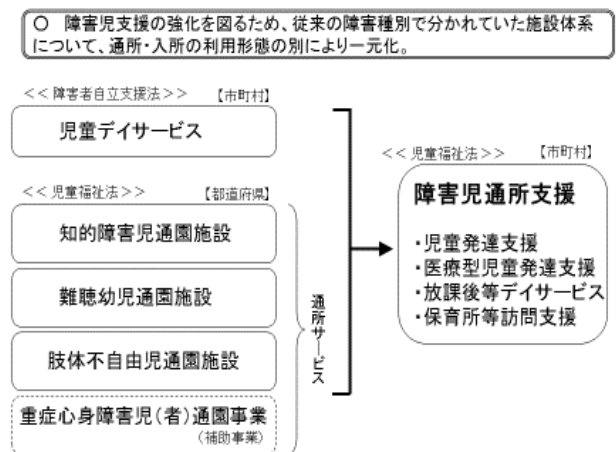 ○ 障害児支援の強化を図るため、従来の障害種別で分かれていた施設体系
について、通所・入所の利用形態の別により一元化。
<<障害者自立支援法>> 【市町村】
児童デイサービス
<<児童福祉法>> 【都道府県】
知的障害児通園施設
難聴幼児通園施設
肢体不自由児通園施設
重症心身障害児(者)通園事業
(補助事業)
通所サービス
<<児童福祉法>> 【市町村】
障害児通所支援
・児童発達支援
・医療型児童発達支援
・放課後等デイサービス
・保育所等訪問支援